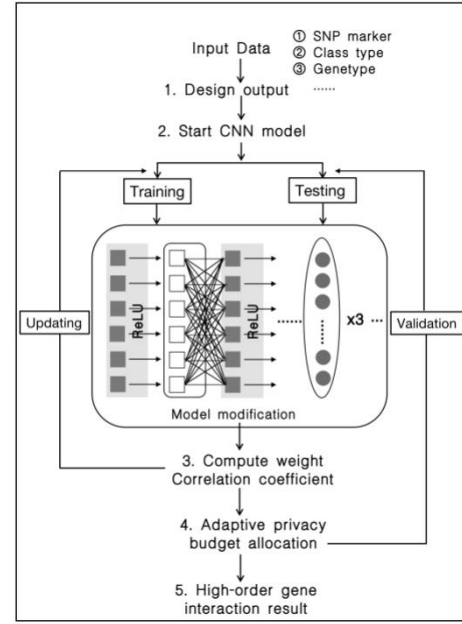 Input Data
① SNP marker
② Class type
③ Genetype
......
1. Design output
2. Start CNN model
Training
Testing
ReLU
ReLU
......
......
x3 ...
Updating
Validation
Model modification
3. Compute weight
Correlation coefficient
4. Adaptive privacy
budget allocation
5. High-order gene
interaction result